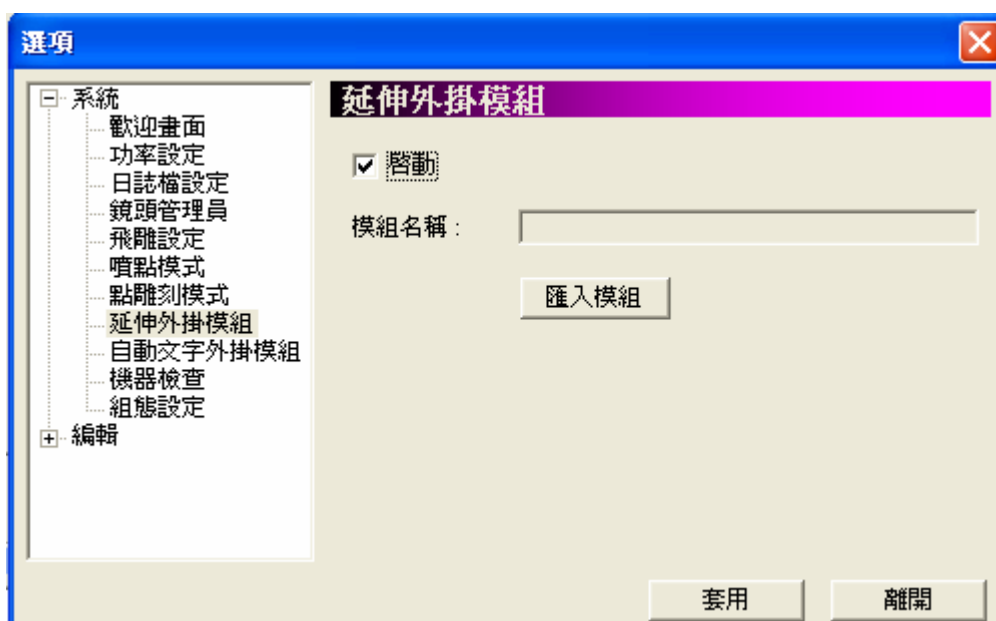 選項
系統
歡迎畫面
功率設定
日誌檔設定
鏡頭管理員
飛雕設定
噴點模式
點雕刻模式
延伸外掛模組
自動文字外掛模組
機器檢查
組態設定
編輯
延伸外掛模組
啓動
模組名稱：
匯入模組
套用
離開